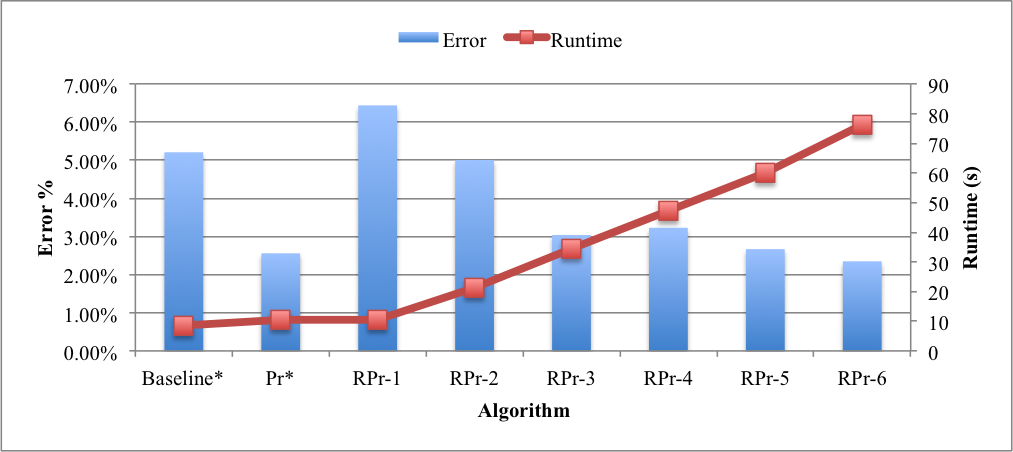 Error Runtime
7.00% 90
6.00% 80
5.00% 70
4.00% 60
3.00% 50
2.00% 40
1.00% 30
0.00% 20
10
0
Error %
Runtime (s)
Baseline* Pr* RPr-1 RPr-2 RPr-3 RPr-4 RPr-5 RPr-6
Algorithm